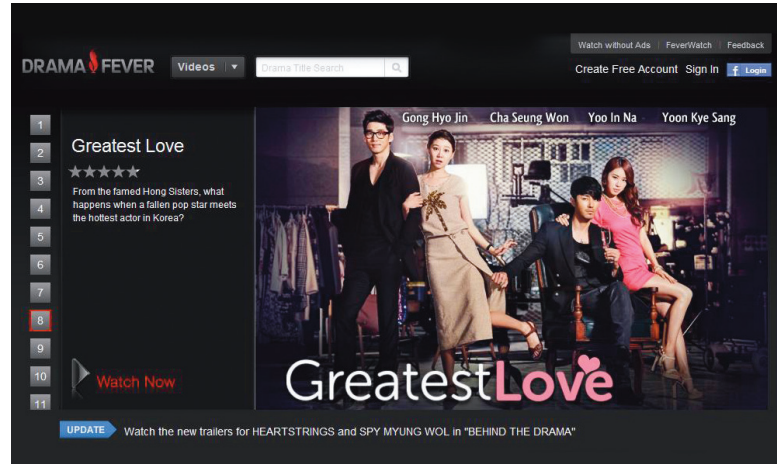 Watch without Ads | FeverWatch | Feedback
DRAMA FEVER
Videos
Drama Title Search
Create Free Account Sign In f Login
Gong Hyo Jin Cha Seung Won Yoo In Na Yoon Kye Sang
1
2
3
4
5
6
7
8
9
10
11
Greatest Love
From the famed Hong Sisters, what
happens when a fallen pop star meets
the hottest actor in Korea?
Watch Now
GreatestLove
UPDATE Watch the new trailers for HEARTSTRINGS and SPY MYUNG WOL in "BEHIND THE DRAMA"